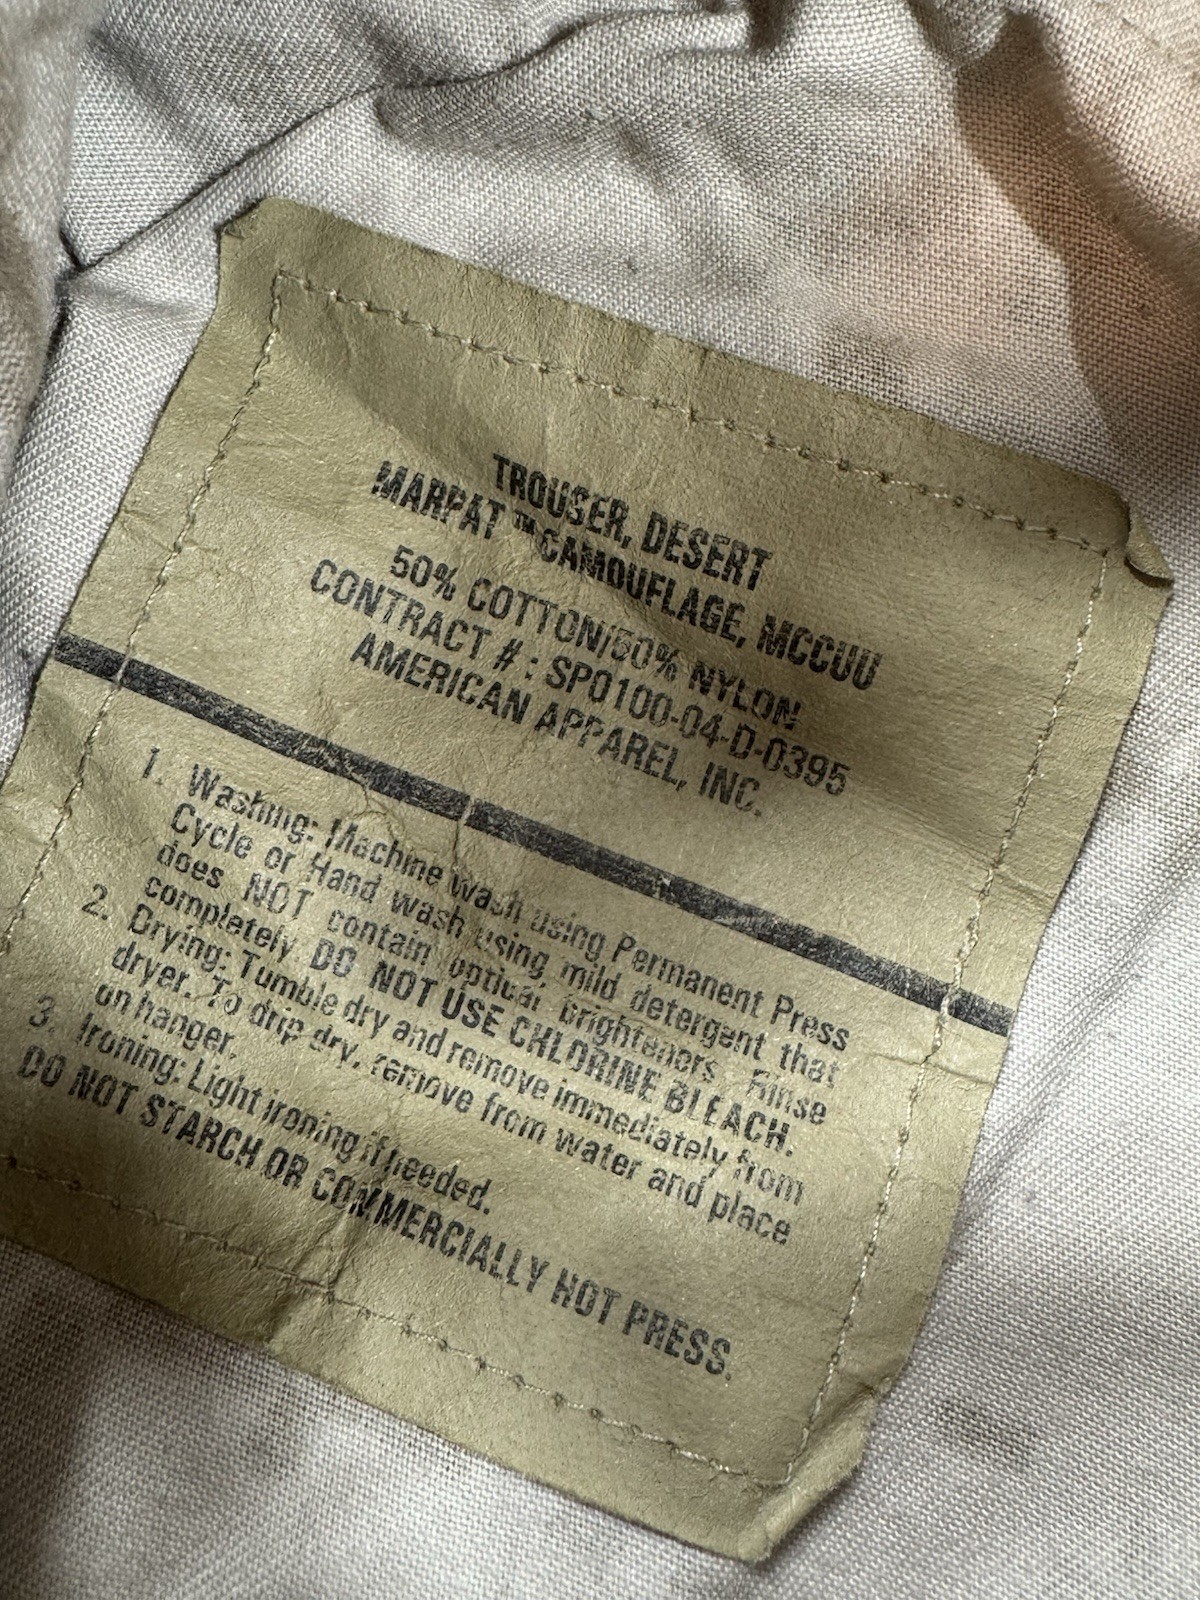 TROUSER, DESERT
MARPAT ™ CAMOUFLAGE, MCCUU
50% COTTON/50% NYLON
CONTRACT # : SPO100-04-D-0395
AMERICAN APPAREL, INC.
1. Washing: Machine wash using Permanent Press
Cycle or Hand wash using mild detergent that
does NOT contain optical brighteners. Rinse
completely. DO NOT USE CHLORINE BLEACH.
2. Drying: Tumble dry and remove immediately from
dryer. To drip dry, remove from water and place
on hanger.
3. Ironing: Light ironing if needed.
DO NOT STARCH OR COMMERCIALLY HOT PRESS.